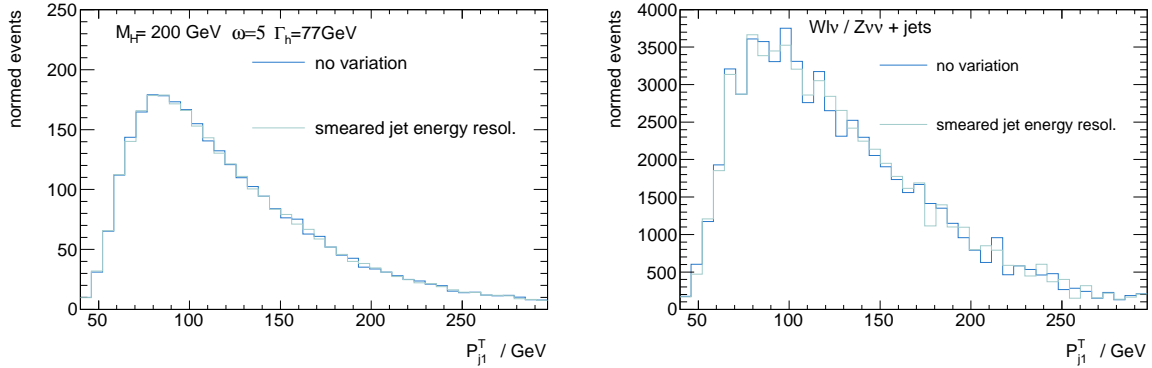 normed events
250
200
150
100
50
0
M_H= 200 GeV ω=5 Γ_h=77GeV
no variation
smeared jet energy resol.
50 100 150 200 250
P^T_j1 / GeV
normed events
4000
3500
3000
2500
2000
1500
1000
500
0
Wlν / Zνν + jets
no variation
smeared jet energy resol.
50 100 150 200 250
P^T_j1 / GeV